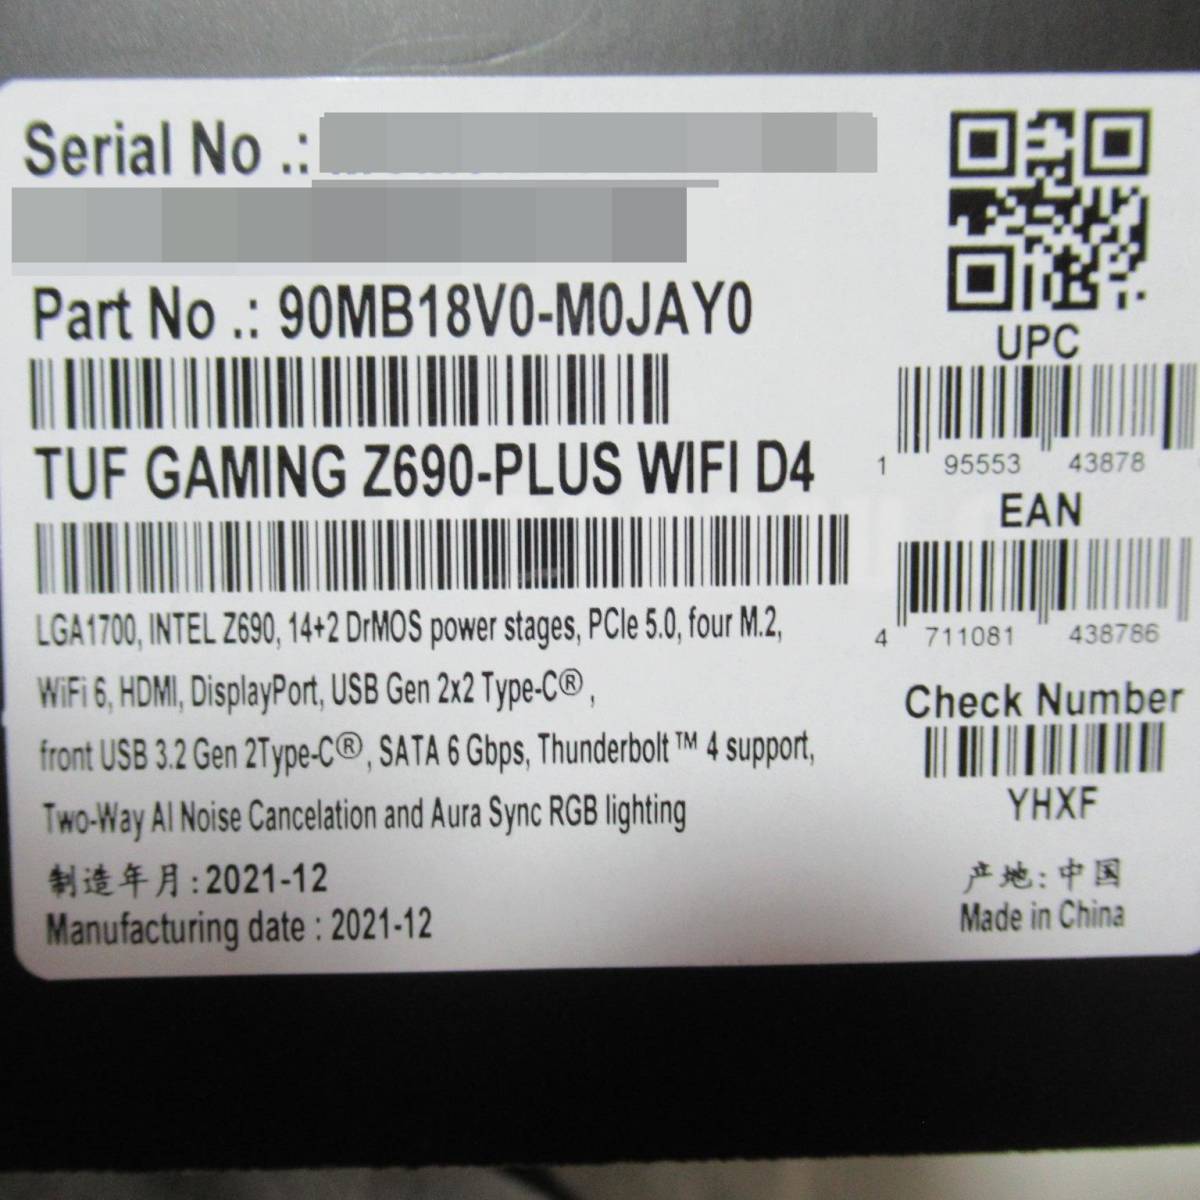 Serial No .:
Part No .: 90MB18V0-M0JAY0
TUF GAMING Z690-PLUS WIFI D4
LGA1700, INTEL Z690, 14+2 DrMOS power stages, PCIe 5.0, four M.2,
WiFi 6, HDMI, DisplayPort, USB Gen 2x2 Type-C® ,
front USB 3.2 Gen 2Type-C® , SATA 6 Gbps, Thunderbolt™ 4 support,
Two-Way AI Noise Cancelation and Aura Sync RGB lighting
制造年月:2021-12
Manufacturing date : 2021-12
UPC
1 95553 43878
EAN
4 711081 438786
Check Number
YHXF
产地: 中国
Made in China